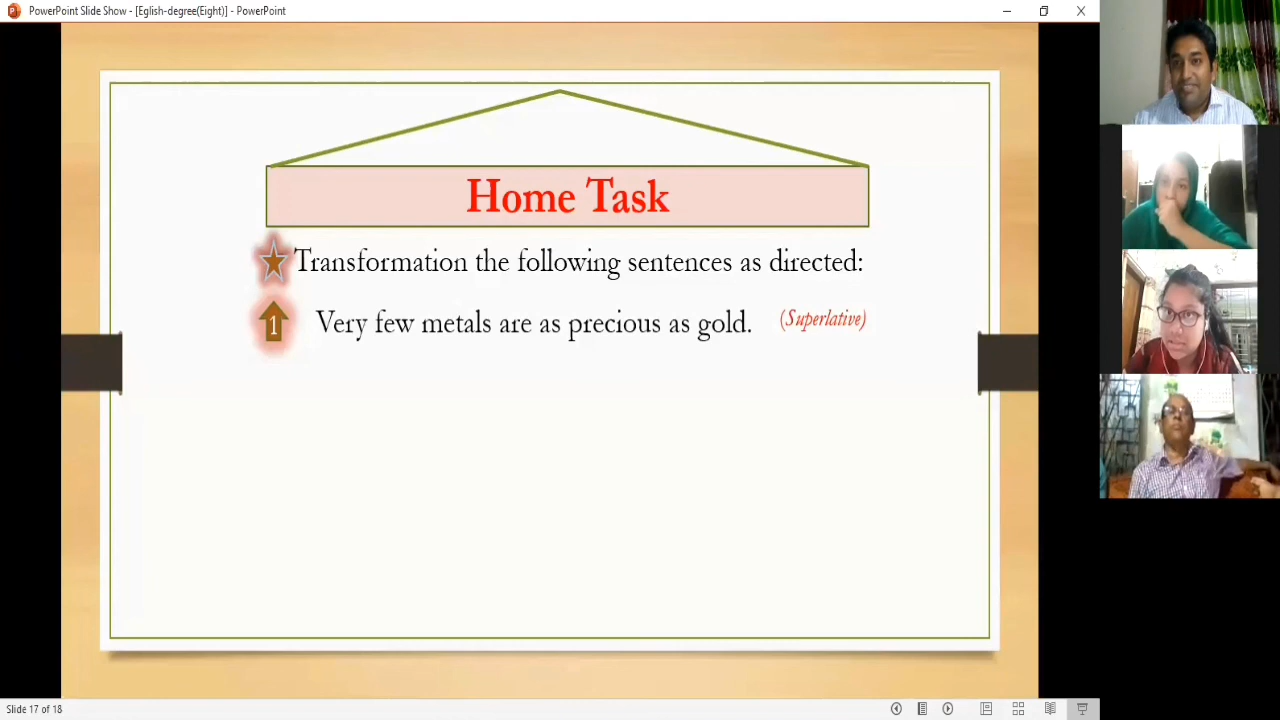 PowerPoint Slide Show - [Eglish-degree(Eight)] - PowerPoint
Home Task
Transformation the following sentences as directed:
1 Very few metals are as precious as gold. (Superlative)
Slide 17 of 18